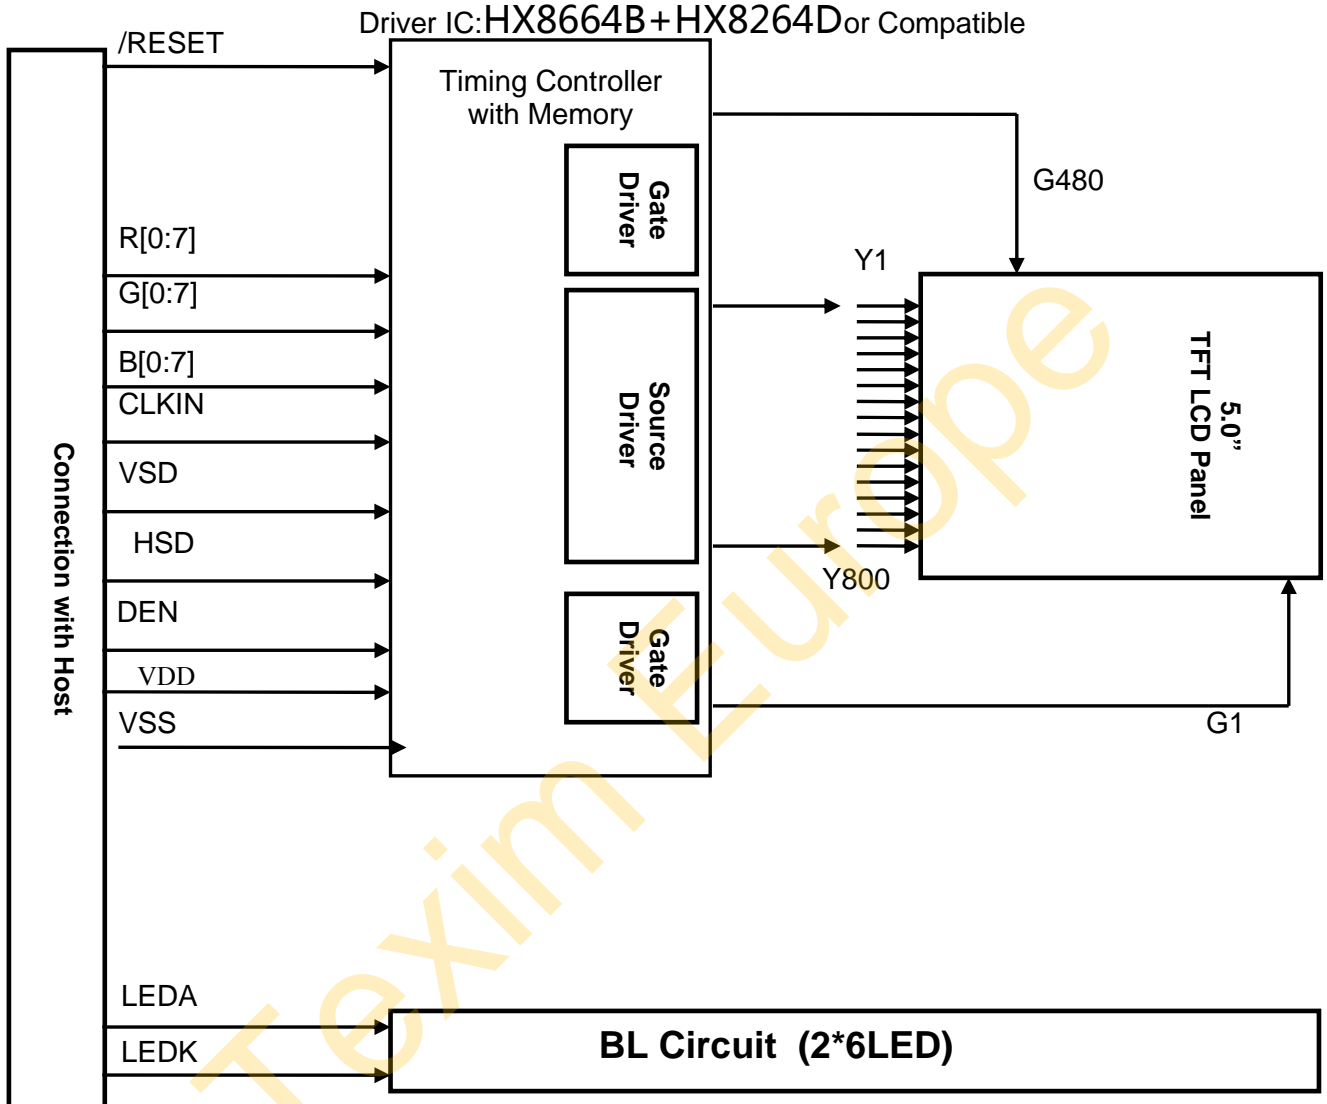 Driver IC:HX8664B+HX8264Dor Compatible
/RESET
Timing Controller
with Memory
Gate
Driver
G480
R[0:7]
Y1
G[0:7]
B[0:7]
CLKIN
Source
Driver
5.0”
TFT LCD Panel
Connection with Host
VSD
HSD
Y800
DEN
Gate
Driver
VDD
VSS
G1
LEDA
LEDK
BL Circuit (2*6LED)
Texim Europe